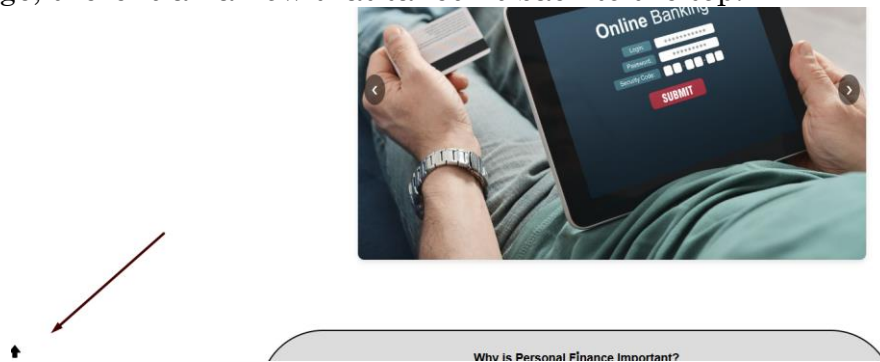 Online Banking
Login:
Password:
Security Code:
SUBMIT
Why is Personal Finance Important?